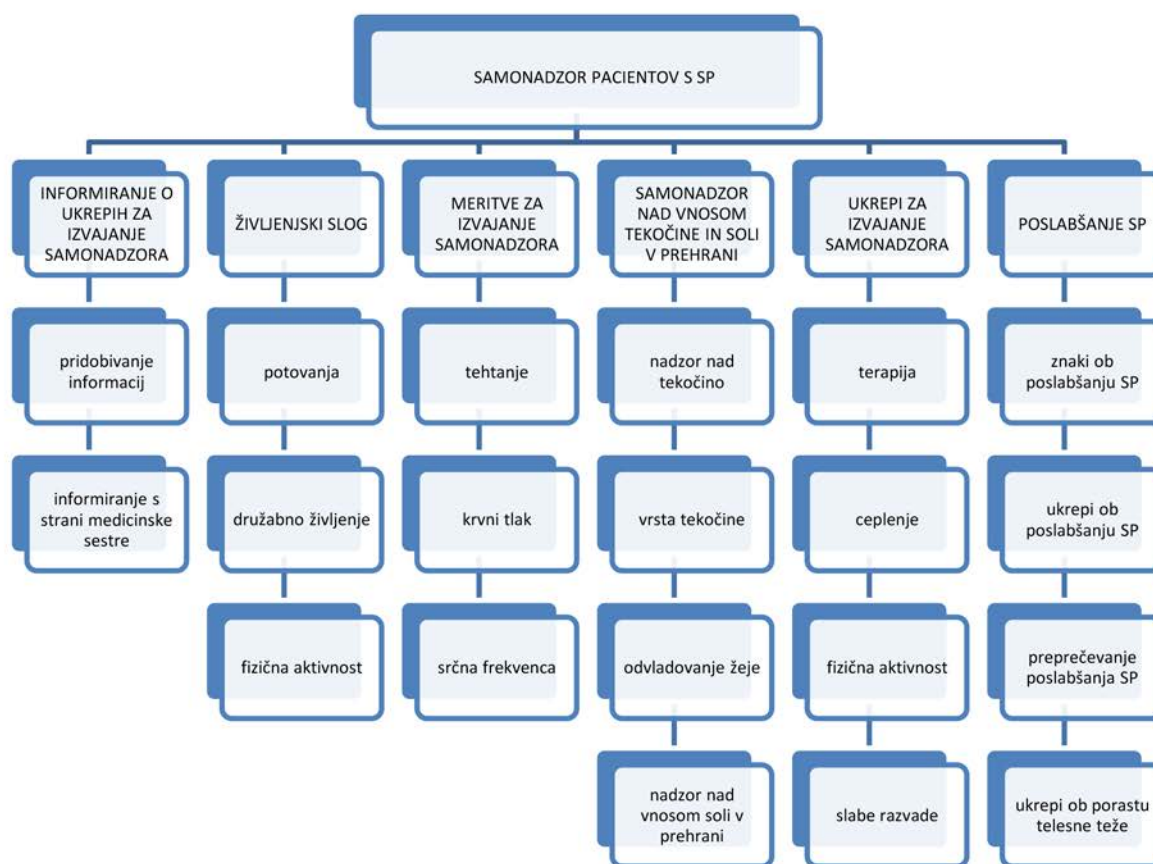 SAMONADZOR PACIENTOV S SP
INFORMIRANJE O
UKREPIH ZA
IZVAJANJE
SAMONADZORA
ŽIVLJENJSKI SLOG
MERITVE ZA
IZVAJANJE
SAMONADZORA
SAMONADZOR
NAD VNOSOM
TEKOČINE IN SOLI
V PREHRANI
UKREPI ZA
IZVAJANJE
SAMONADZORA
POSLABŠANJE SP
pridobivanje
informacij
potovanja
tehtanje
nadzor nad
tekočino
terapija
znaki ob
poslabšanju SP
informiranje s
strani medicinske
sestre
družabno življenje
krvni tlak
vrsta tekočine
ceplenje
ukrepi ob
poslabšanju SP
fizična aktivnost
srčna frekvenca
odvladovanje žeje
fizična aktivnost
preprečevanje
poslabšanja SP
nadzor nad
vnosom soli v
prehrani
slabe razvade
ukrepi ob porastu
telesne teže